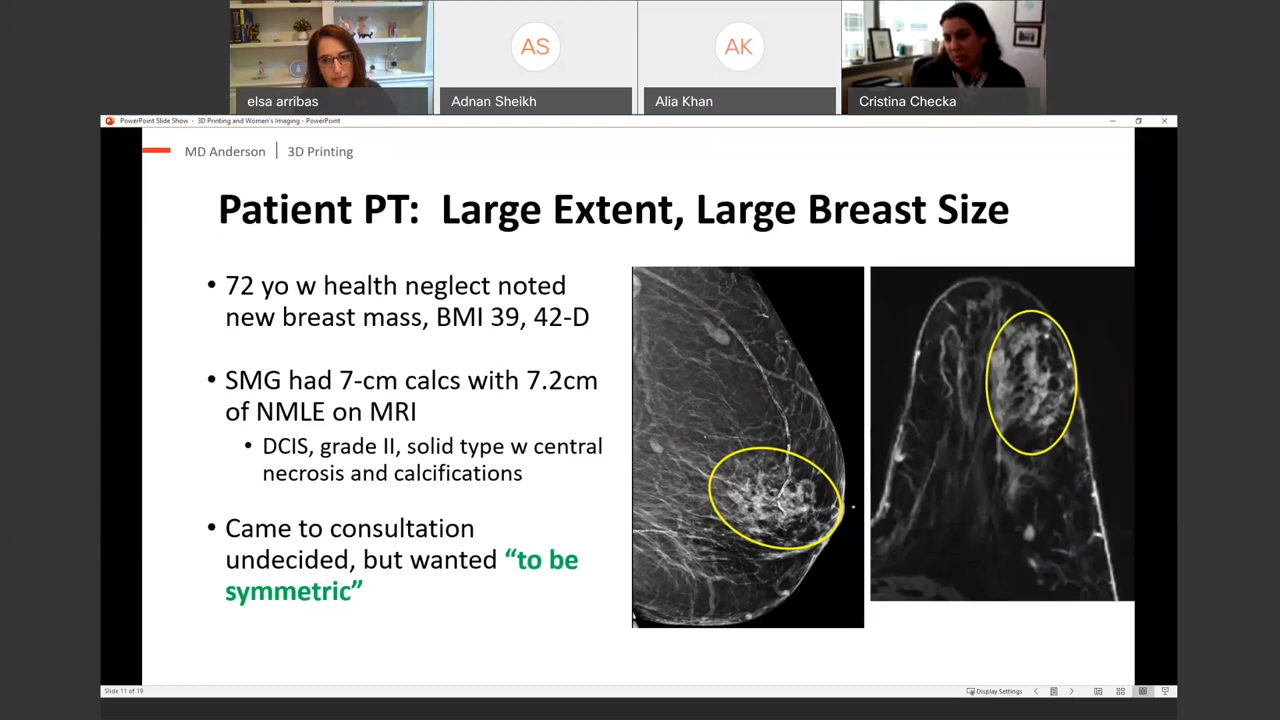 AS
AK
elsa arribas
Adnan Sheikh
Alia Khan
Cristina Checka
PowerPoint Slide Show - 3D Printing and Women's Imaging - PowerPoint
MD Anderson | 3D Printing
Patient PT: Large Extent, Large Breast Size
• 72 yo w health neglect noted
new breast mass, BMI 39, 42-D
• SMG had 7-cm calcs with 7.2cm
of NMLE on MRI
• DCIS, grade II, solid type w central
necrosis and calcifications
• Came to consultation
undecided, but wanted “to be
symmetric”
Slide 11 of 19
Display Settings